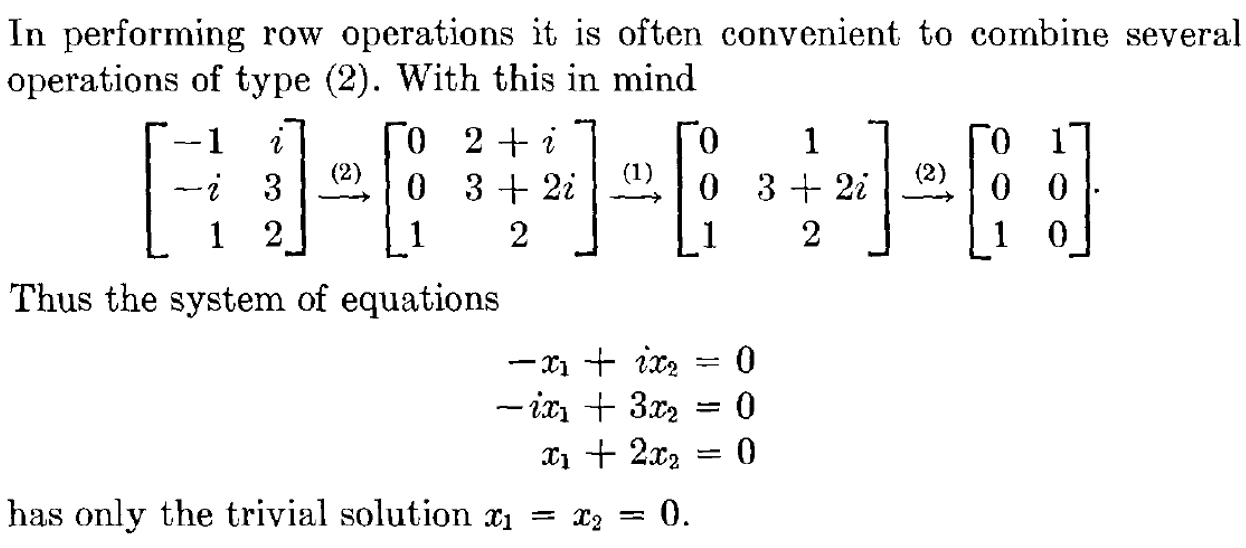 In performing row operations it is often convenient to combine several
operations of type (2). With this in mind
[−1 i] (2) [0 2 + i] (1) [0 1] (2) [0 1]
[−i 3] ⟶ [0 3 + 2i] ⟶ [0 3 + 2i] ⟶ [0 0].
[1 2] [1 2] [1 2] [1 0]
Thus the system of equations
−x₁ + ix₂ = 0
−ix₁ + 3x₂ = 0
x₁ + 2x₂ = 0
has only the trivial solution x₁ = x₂ = 0.